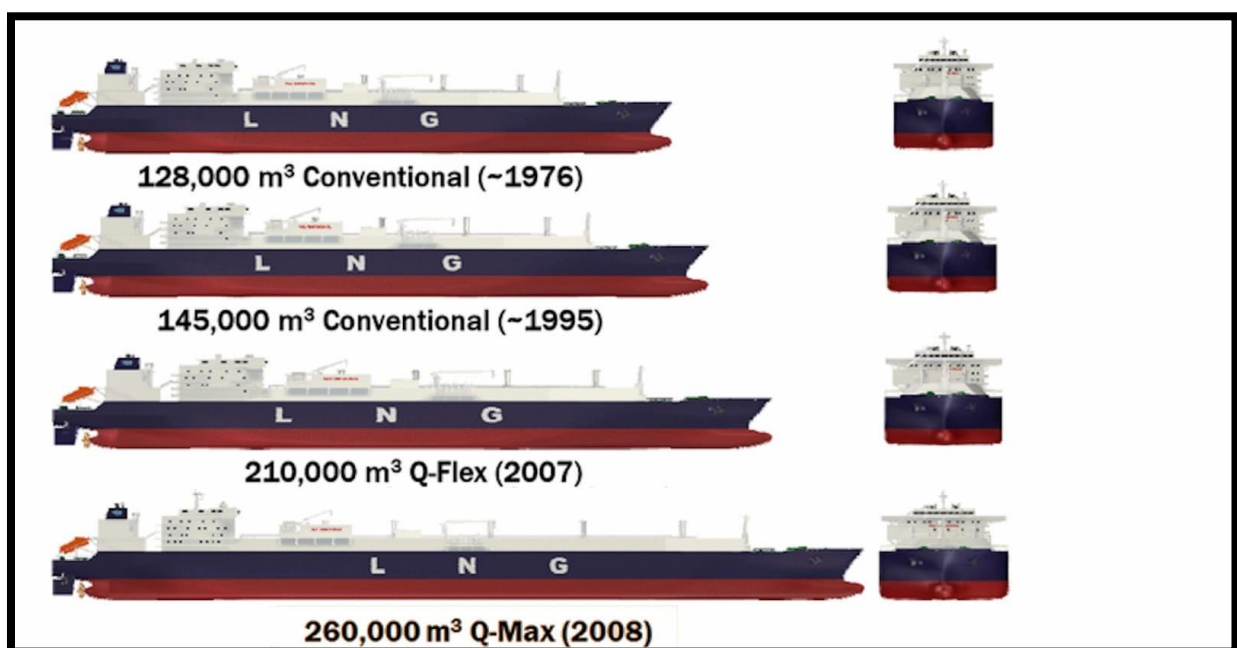 L N G
128,000 m³ Conventional (~1976)
L N G
145,000 m³ Conventional (~1995)
L N G
210,000 m³ Q-Flex (2007)
L N G
260,000 m³ Q-Max (2008)